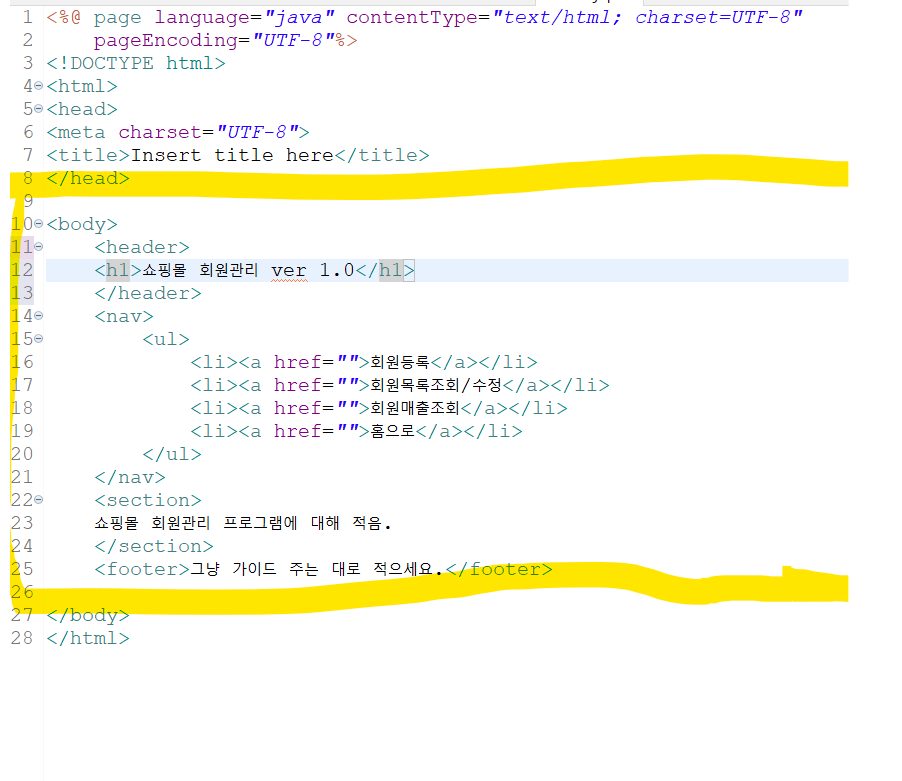 1 <%@ page language="java" contentType="text/html; charset=UTF-8"
2     pageEncoding="UTF-8"%>
3 <!DOCTYPE html>
4 <html>
5 <head>
6 <meta charset="UTF-8">
7 <title>Insert title here</title>
8 </head>
9
10 <body>
11     <header>
12     <h1>쇼핑몰 회원관리 ver 1.0</h1>
13     </header>
14     <nav>
15         <ul>
16             <li><a href="">회원등록</a></li>
17             <li><a href="">회원목록조회/수정</a></li>
18             <li><a href="">회원매출조회</a></li>
19             <li><a href="">홈으로</a></li>
20         </ul>
21     </nav>
22     <section>
23     쇼핑몰 회원관리 프로그램에 대해 적음.
24     </section>
25     <footer>그냥 가이드 주는 대로 적으세요.</footer>
26
27 </body>
28 </html>